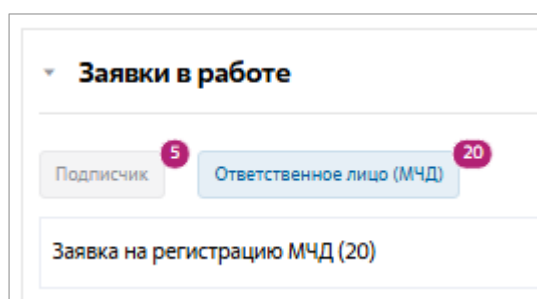 Заявки в работе
Подписчик 5 Ответственное лицо (МЧД) 20
Заявка на регистрацию МЧД (20)